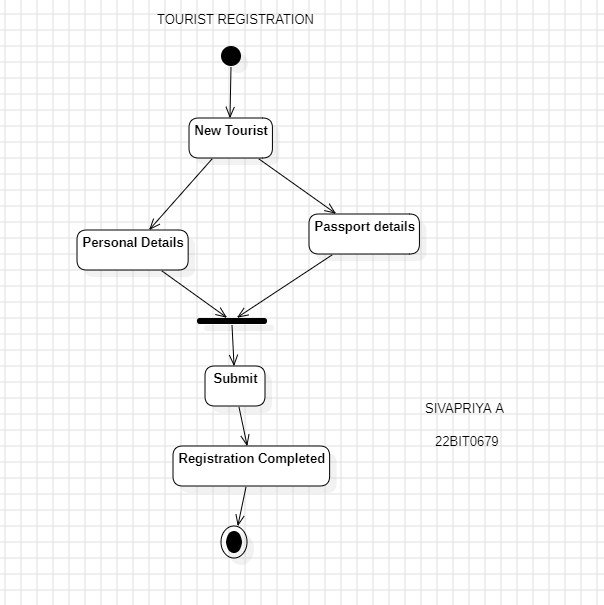 TOURIST REGISTRATION
New Tourist
Passport details
Personal Details
Submit
SIVAPRIYA A
22BIT0679
Registration Completed